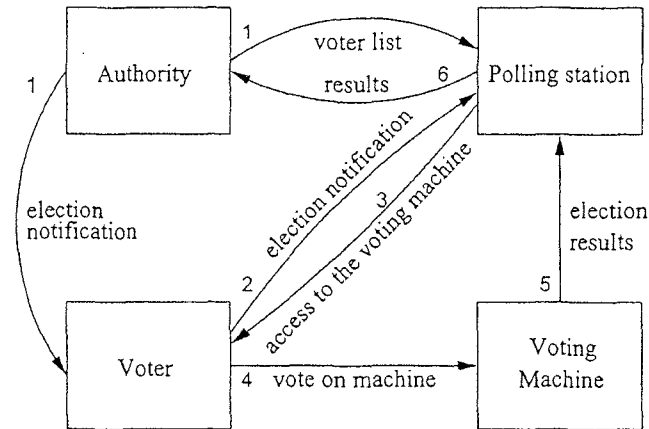 1
voter list
Authority
1
6
results
Polling station
election notification
3
access to the voting machine
election
notification
election
results
2
5
Voter
4
vote on machine
Voting
Machine